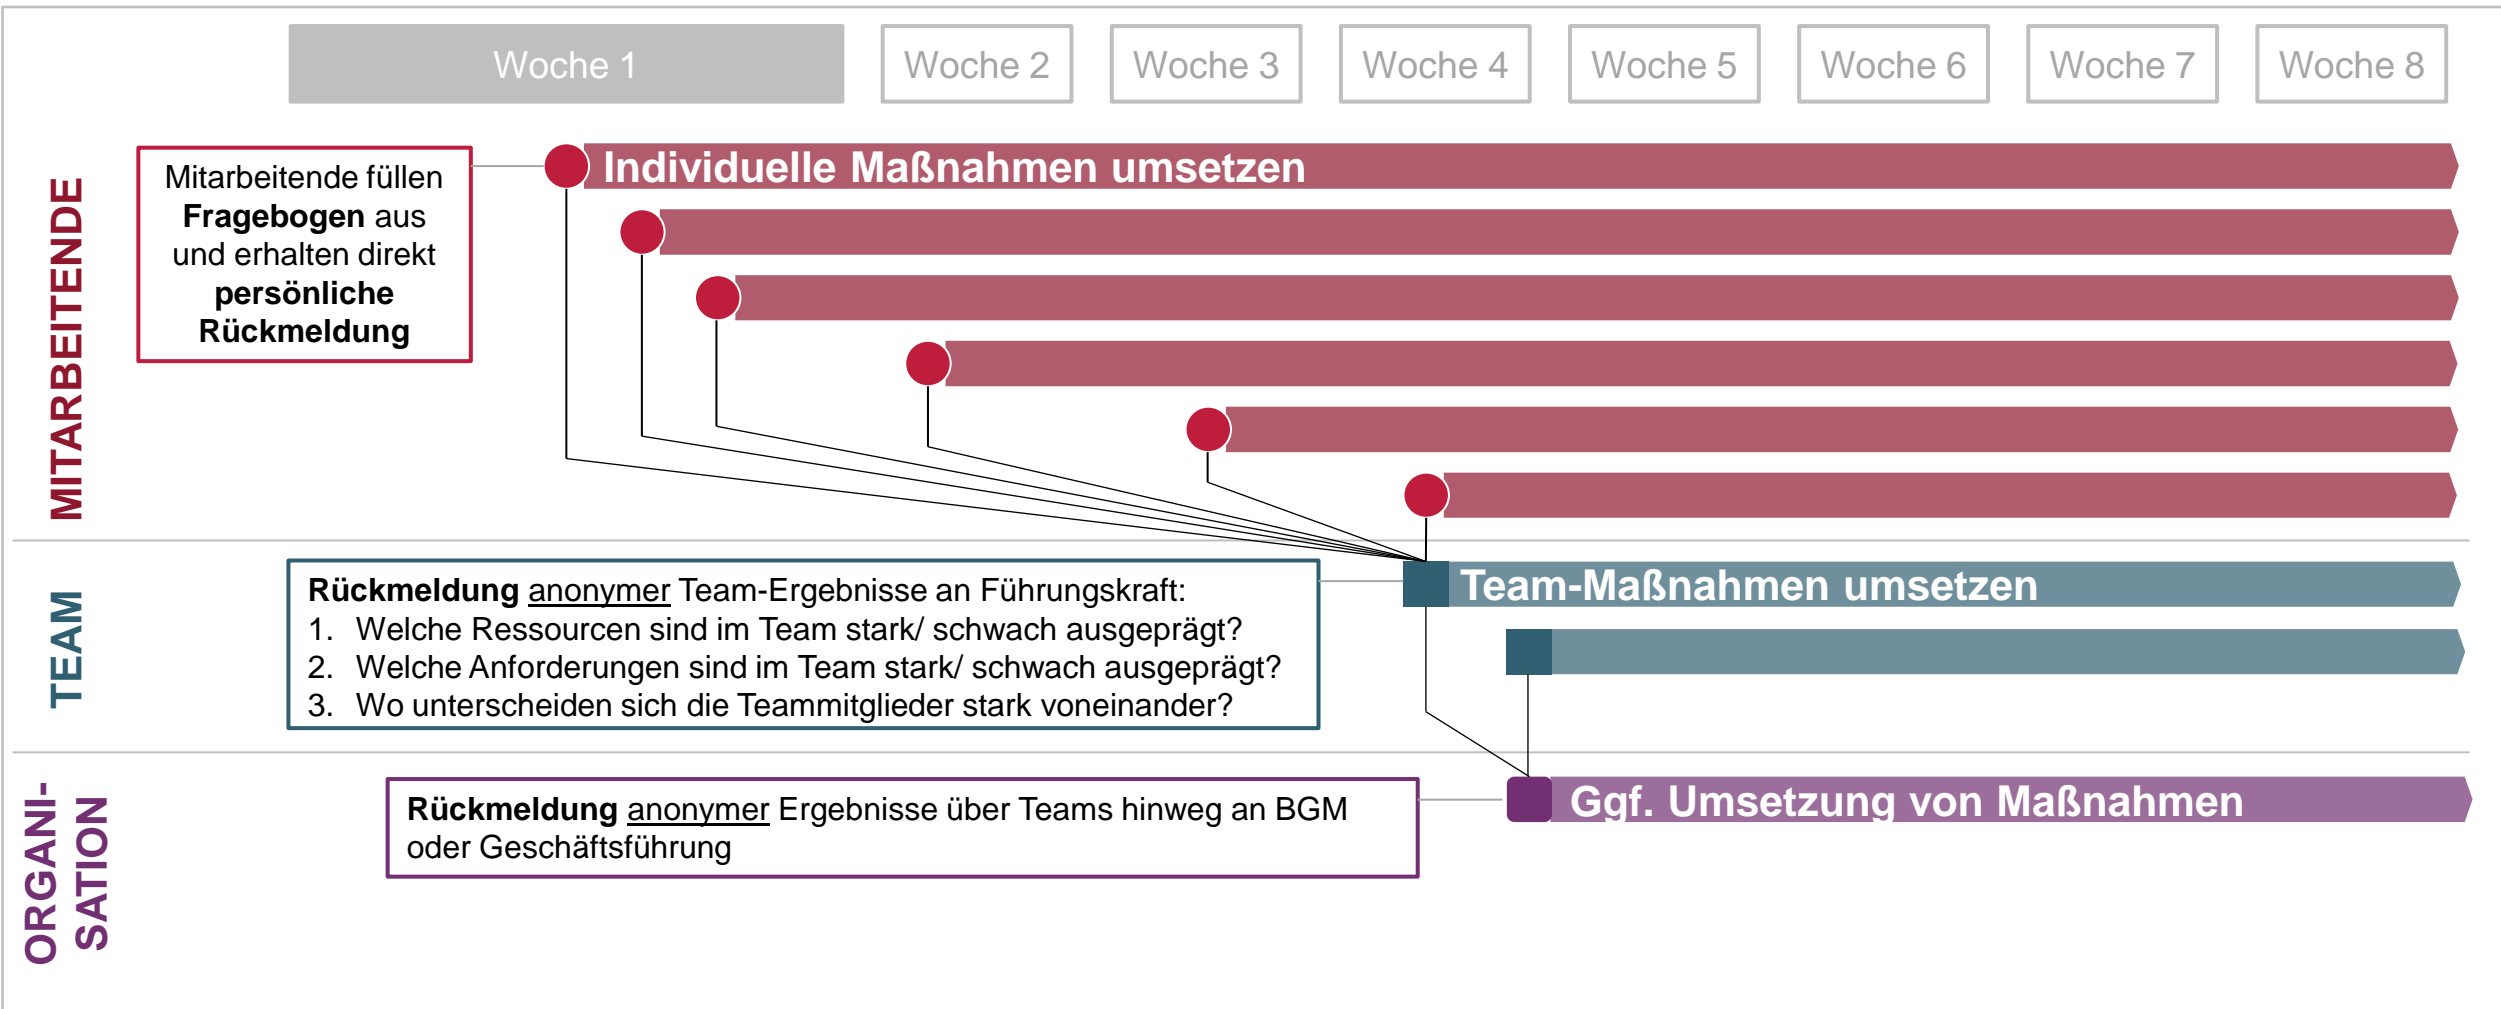 Woche 1
Woche 2
Woche 3
Woche 4
Woche 5
Woche 6
Woche 7
Woche 8
MITARBEITENDE
Mitarbeitende füllen
Fragebogen aus
und erhalten direkt
persönliche
Rückmeldung
Individuelle Maßnahmen umsetzen
TEAM
Rückmeldung anonymer Team-Ergebnisse an Führungskraft:
1. Welche Ressourcen sind im Team stark/ schwach ausgeprägt?
2. Welche Anforderungen sind im Team stark/ schwach ausgeprägt?
3. Wo unterscheiden sich die Teammitglieder stark voneinander?
Team-Maßnahmen umsetzen
ORGANI-
SATION
Rückmeldung anonymer Ergebnisse über Teams hinweg an BGM
oder Geschäftsführung
Ggf. Umsetzung von Maßnahmen